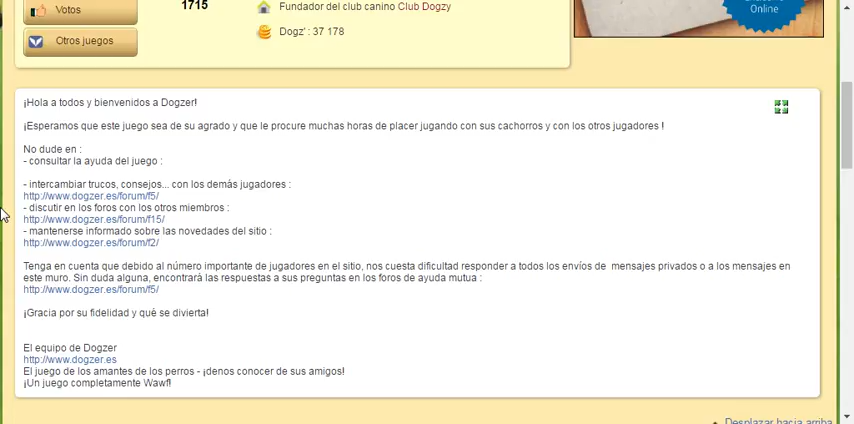 Votos
1715
Fundador del club canino Club Dogzy
Otros juegos
Dogz' : 37 178
Online
¡Hola a todos y bienvenidos a Dogzer!
¡Esperamos que este juego sea de su agrado y que le procure muchas horas de placer jugando con sus cachorros y con los otros jugadores !
No dude en :
- consultar la ayuda del juego :
- intercambiar trucos, consejos... con los demás jugadores :
http://www.dogzer.es/forum/f5/
- discutir en los foros con los otros miembros :
http://www.dogzer.es/forum/f15/
- mantenerse informado sobre las novedades del sitio :
http://www.dogzer.es/forum/f2/
Tenga en cuenta que debido al número importante de jugadores en el sitio, nos cuesta dificultad responder a todos los envíos de mensajes privados o a los mensajes en
este muro. Sin duda alguna, encontrará las respuestas a sus preguntas en los foros de ayuda mutua :
http://www.dogzer.es/forum/f5/
¡Gracia por su fidelidad y qué se divierta!
El equipo de Dogzer
http://www.dogzer.es
El juego de los amantes de los perros - ¡denos conocer de sus amigos!
¡Un juego completamente Wawf!
Desplazar hacia arriba